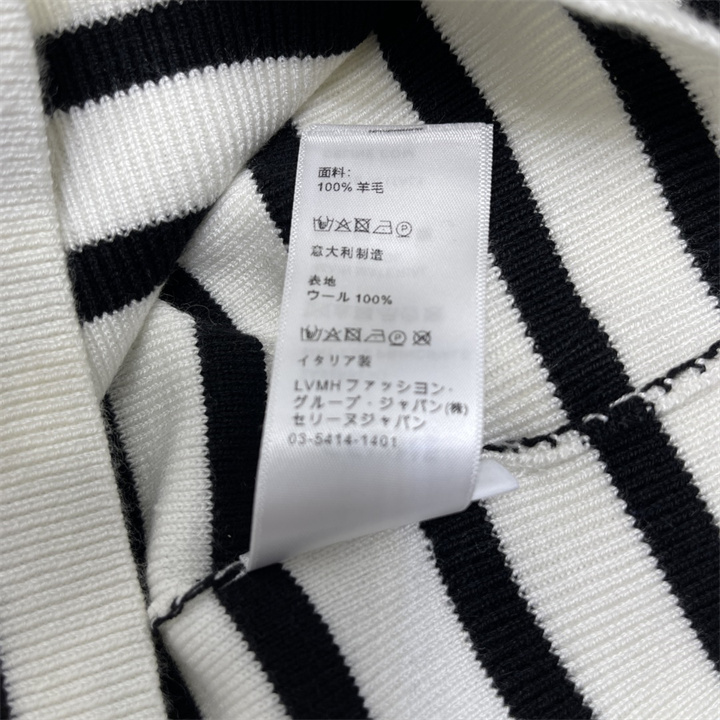 面料:
100% 羊毛
意大利制造
表地
ウール 100%
イタリア製
LVMHファッション・
グループ・ジャパン(株)
セリーヌジャパン
03-5414-1401